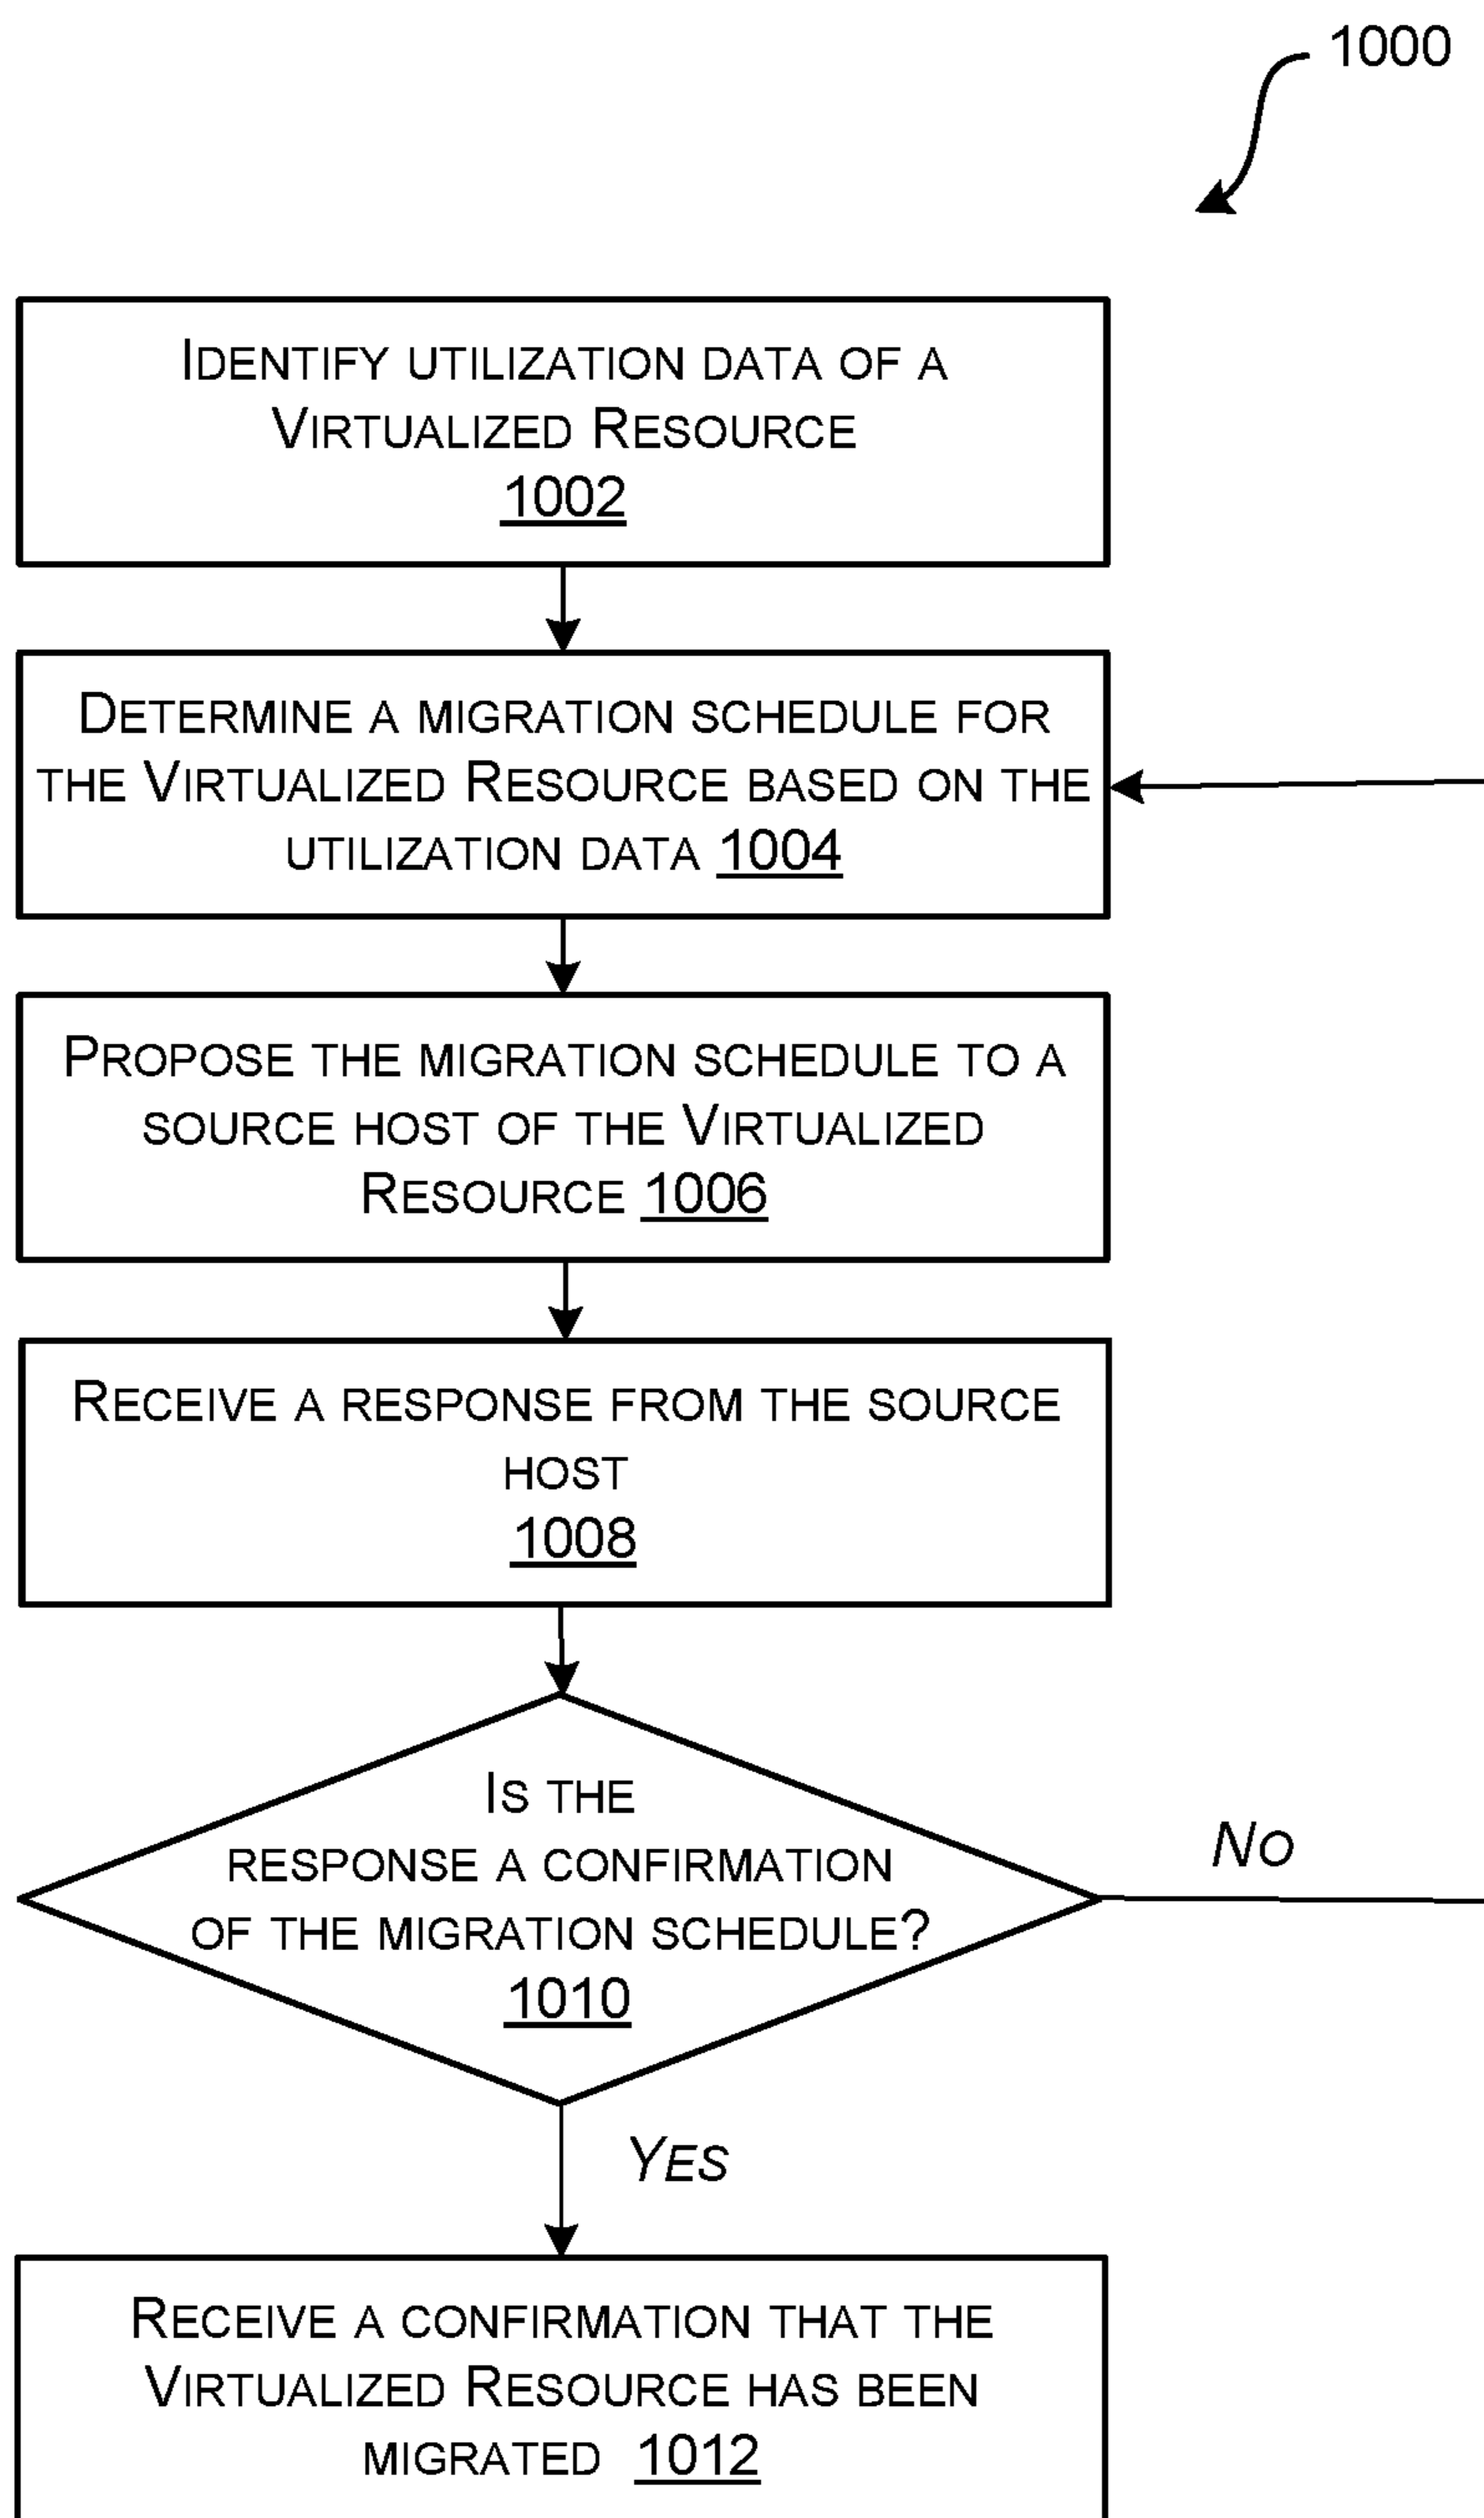 1000
IDENTIFY UTILIZATION DATA OF A
VIRTUALIZED RESOURCE
1002
DETERMINE A MIGRATION SCHEDULE FOR
THE VIRTUALIZED RESOURCE BASED ON THE
UTILIZATION DATA 1004
PROPOSE THE MIGRATION SCHEDULE TO A
SOURCE HOST OF THE VIRTUALIZED
RESOURCE 1006
RECEIVE A RESPONSE FROM THE SOURCE
HOST
1008
IS THE
RESPONSE A CONFIRMATION
OF THE MIGRATION SCHEDULE?
1010
NO
YES
RECEIVE A CONFIRMATION THAT THE
VIRTUALIZED RESOURCE HAS BEEN
MIGRATED 1012